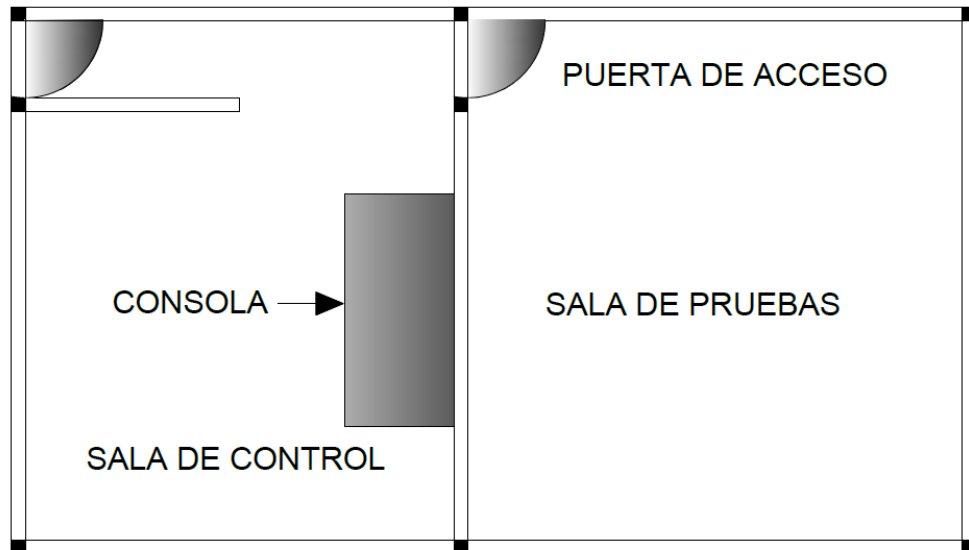 PUERTA DE ACCESO
CONSOLA
SALA DE PRUEBAS
SALA DE CONTROL